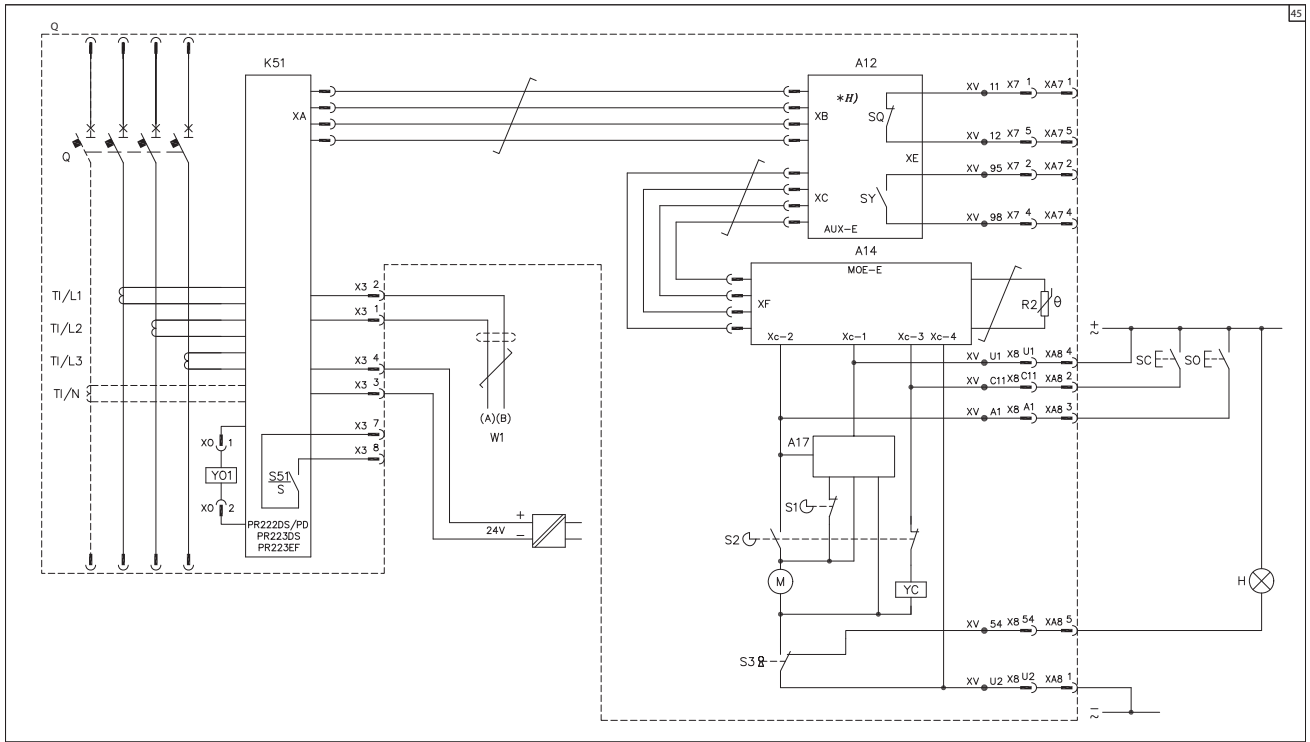 45
Q
K51
XA
A12
*H)
XB
SQ
XE
XC
SY
AUX-E
XV 11 X7 1 XA7 1
XV 12 X7 5 XA7 5
XV 95 X7 2 XA7 2
XV 98 X7 4 XA7 4
Q
A14
MOE-E
XF
R2 θ
Xc-2 Xc-1 Xc-3 Xc-4
TI/L1
TI/L2
TI/L3
TI/N
X3 2
X3 1
X3 4
X3 3
X3 7
X3 8
(A)(B)
W1
+
~
XV U1 X8 U1 XA8 4
XV C11 X8 C11 XA8 2
XV A1 X8 A1 XA8 3
SC
SO
XO 1
YO1
XO 2
S51
S
PR222DS/PD
PR223DS
PR223EF
+
24V
−
A17
S1
S2
M
YC
H
S3
XV 54 X8 54 XA8 5
XV U2 X8 U2 XA8 1
−
~